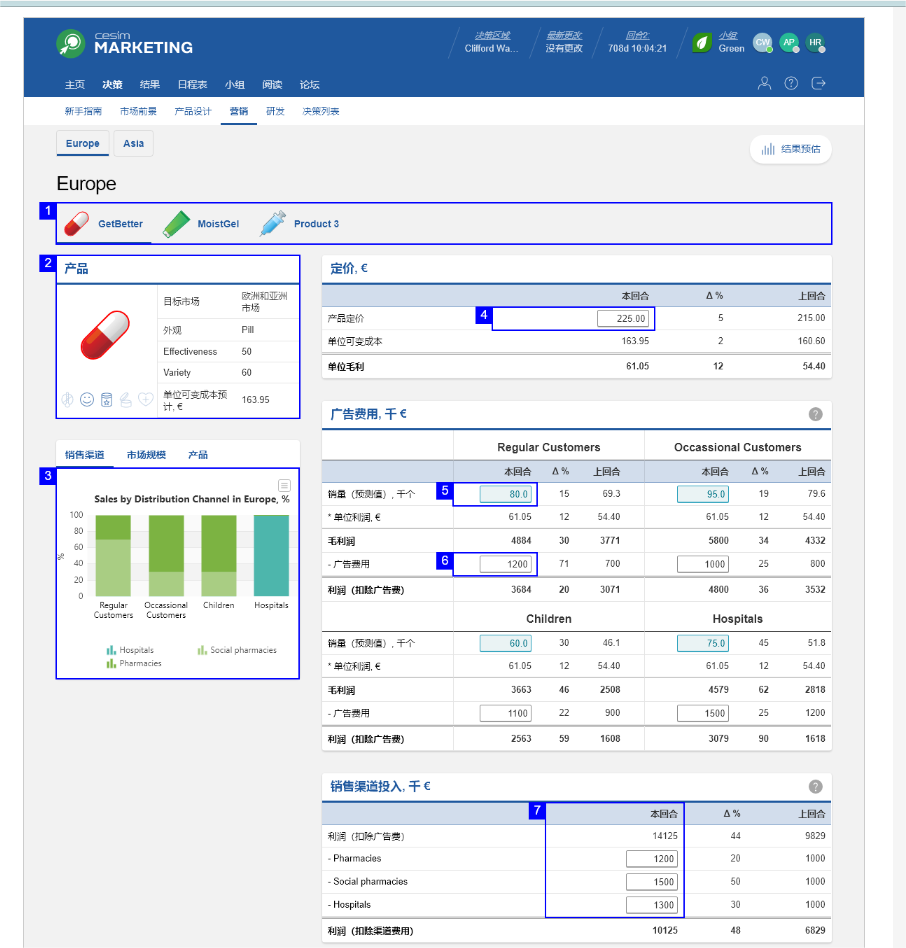 cesim
MARKETING
决策区域
Clifford Wa...
最新更改
没有更改
回合2
708d 10:04:21
小组
Green
CW
AP
HR
主页 决策 结果 日程表 小组 阅读 论坛
新手指南 市场前景 产品设计 营销 研发 决策列表
Europe Asia
结果预估
Europe
1
GetBetter MoistGel Product 3
2
产品
目标市场 欧洲和亚洲
市场
外观 Pill
Effectiveness 50
Variety 60
单位可变成本预
计, € 163.95
定价, €
本回合 Δ % 上回合
4
产品定价 225.00 5 215.00
单位可变成本 163.95 2 160.60
单位毛利 61.05 12 54.40
广告费用, 千 €
?
Regular Customers Occassional Customers
本回合 Δ % 上回合 本回合 Δ % 上回合
5
销量（预测值）, 千个 80.0 15 69.3 95.0 19 79.6
* 单位利润, € 61.05 12 54.40 61.05 12 54.40
毛利润 4884 30 3771 5800 34 4332
6
- 广告费用 1200 71 700 1000 25 800
利润（扣除广告费） 3684 20 3071 4800 36 3532
Children Hospitals
销量（预测值）, 千个 60.0 30 46.1 75.0 45 51.8
* 单位利润, € 61.05 12 54.40 61.05 12 54.40
毛利润 3663 46 2508 4579 62 2818
- 广告费用 1100 22 900 1500 25 1200
利润（扣除广告费） 2563 59 1608 3079 90 1618
销售渠道 市场规模 产品
3
Sales by Distribution Channel in Europe, %
100
80
60
40
20
0
%
Regular
Customers
Occassional
Customers
Children
Hospitals
Hospitals
Social pharmacies
Pharmacies
销售渠道投入, 千 €
?
7
本回合 Δ % 上回合
利润（扣除广告费） 14125 44 9829
- Pharmacies 1200 20 1000
- Social pharmacies 1500 50 1000
- Hospitals 1300 30 1000
利润（扣除渠道费用） 10125 48 6829